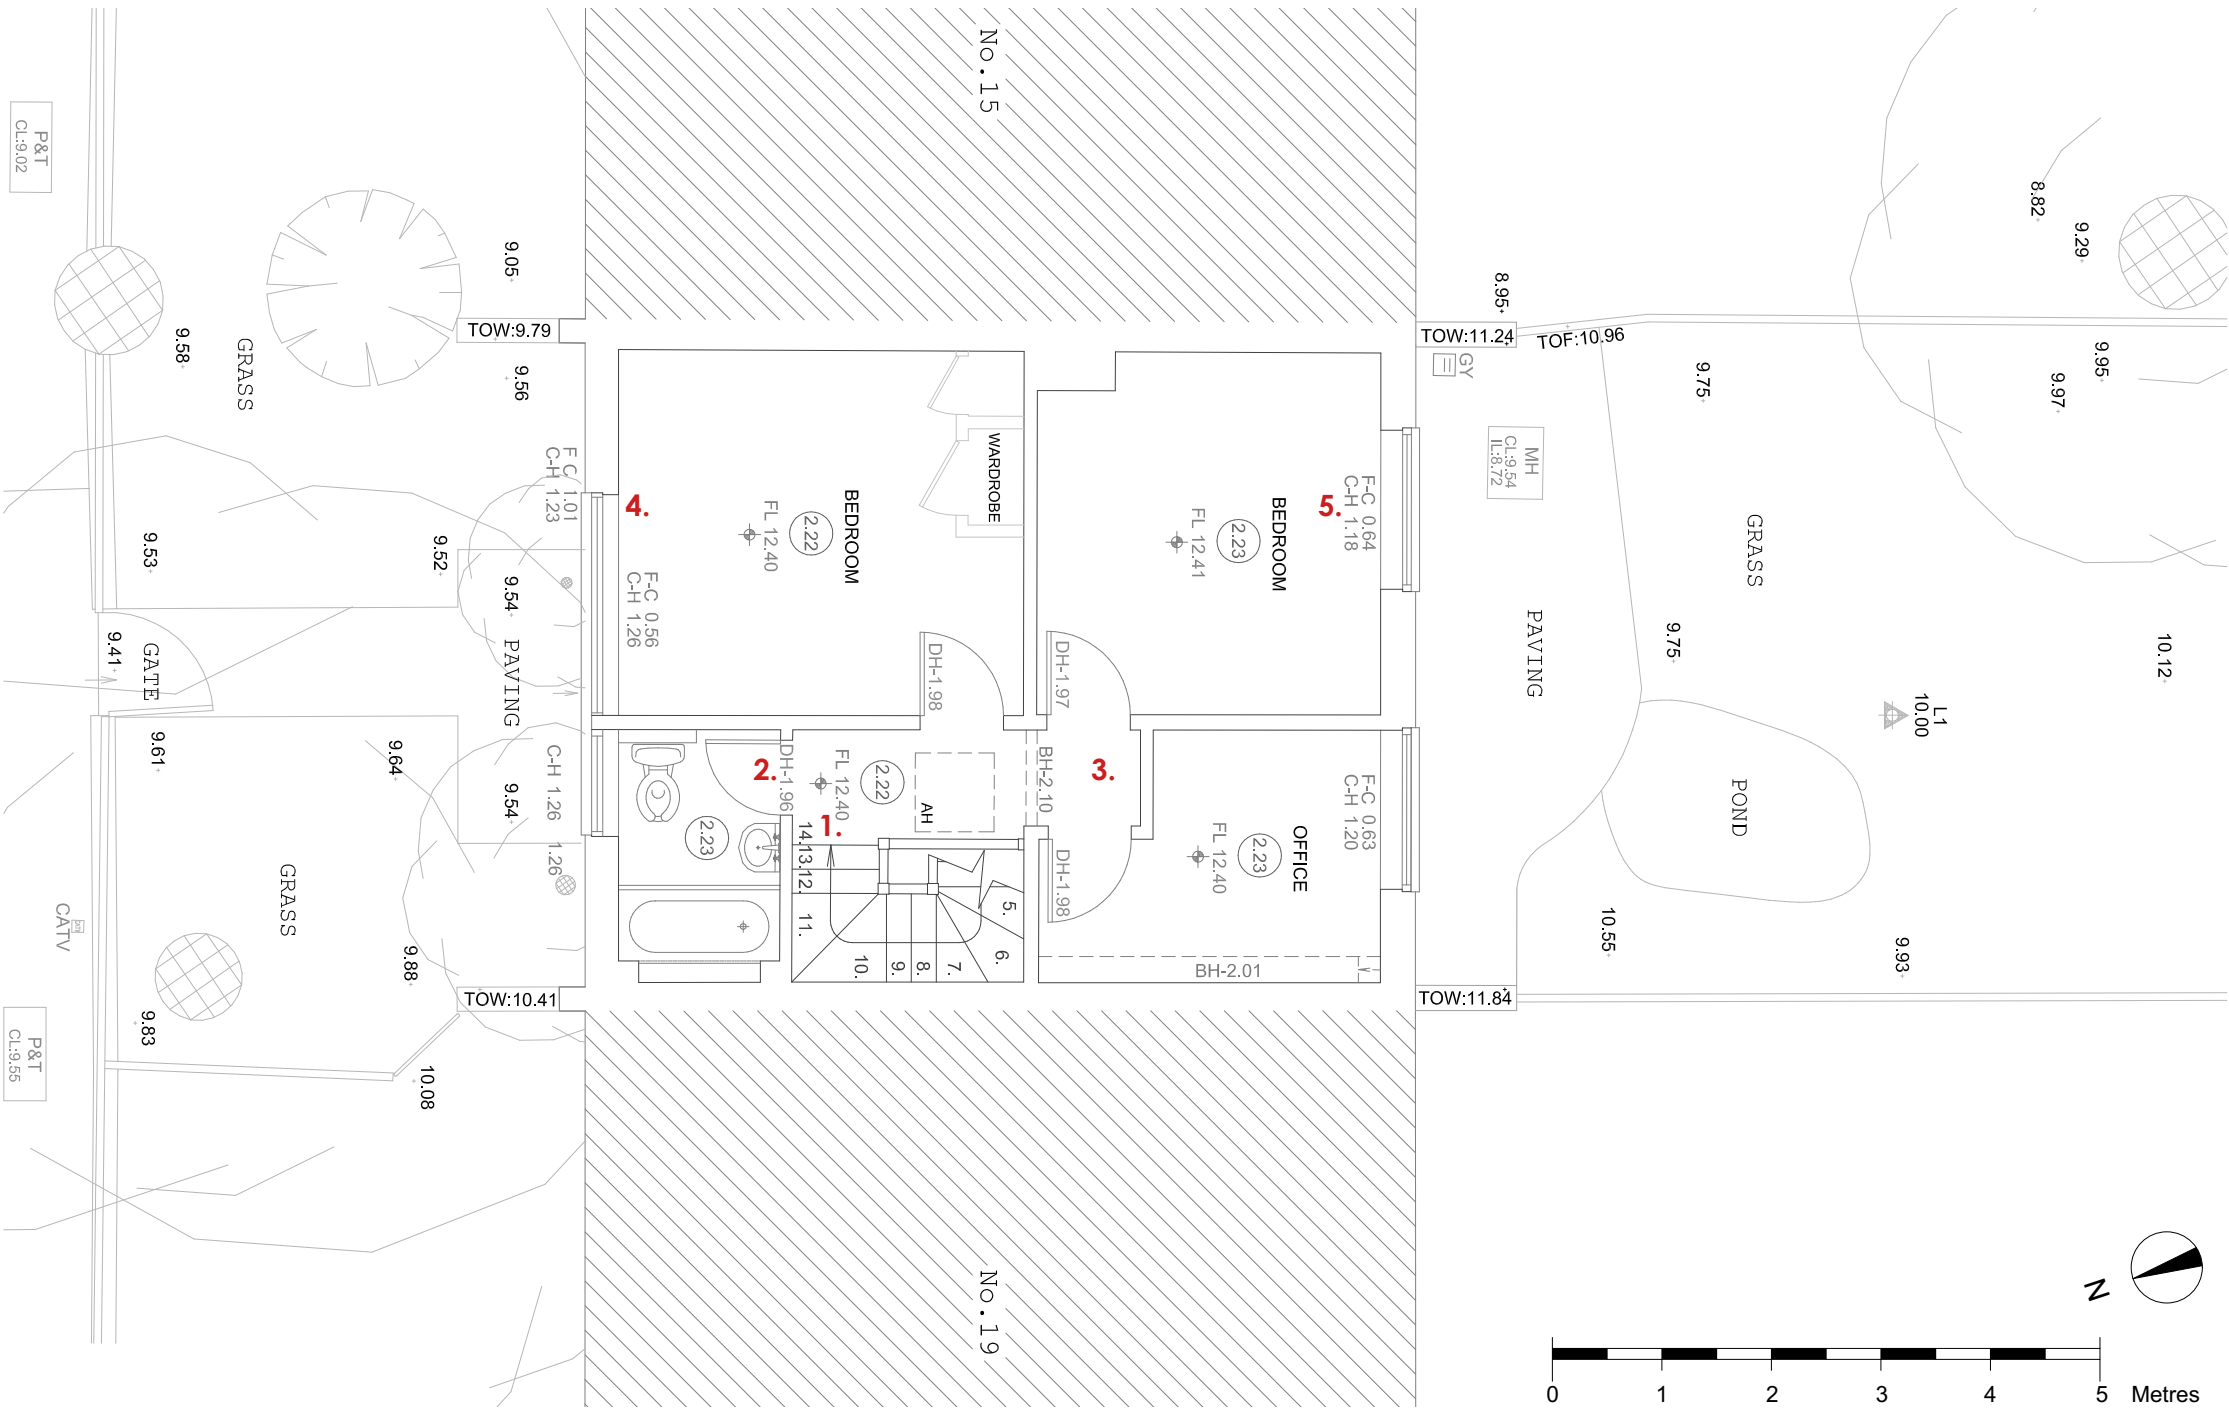 No.15
P&T
CL:9.02
9.05
TOW:9.79
9.58
GRASS
9.56
F C 1.01
C-H 1.23
9.53
9.52
9.54
PAVING
9.41
GATE
9.61
9.64
9.54
C-H 1.26
1.26
GRASS
CATV
9.88
TOW:10.41
9.83
P&T
CL:9.55
10.08
4.
FL 12.40
2.22
BEDROOM
F-C 0.56
C-H 1.26
WARDROBE
DH-1.98
5.
F-C 0.64
C-H 1.18
BEDROOM
2.23
FL 12.41
DH-1.97
2.
DH-1.96
FL 12.40
2.22
AH
BH-2.10
3.
1.
2.23
14.13.12.
11.
10.
9.
8.
7.
6.
5.
DH-1.98
F-C 0.63
C-H 1.20
OFFICE
2.23
FL 12.40
BH-2.01
8.95
TOW:11.24
TOF:10.96
GY
MH
CL:9.54
IL:8.72
8.82
9.29
9.95
9.97
9.75
GRASS
PAVING
9.75
10.12
L1
10.00
POND
10.55
9.93
TOW:11.84
No.19
N
0 1 2 3 4 5 Metres